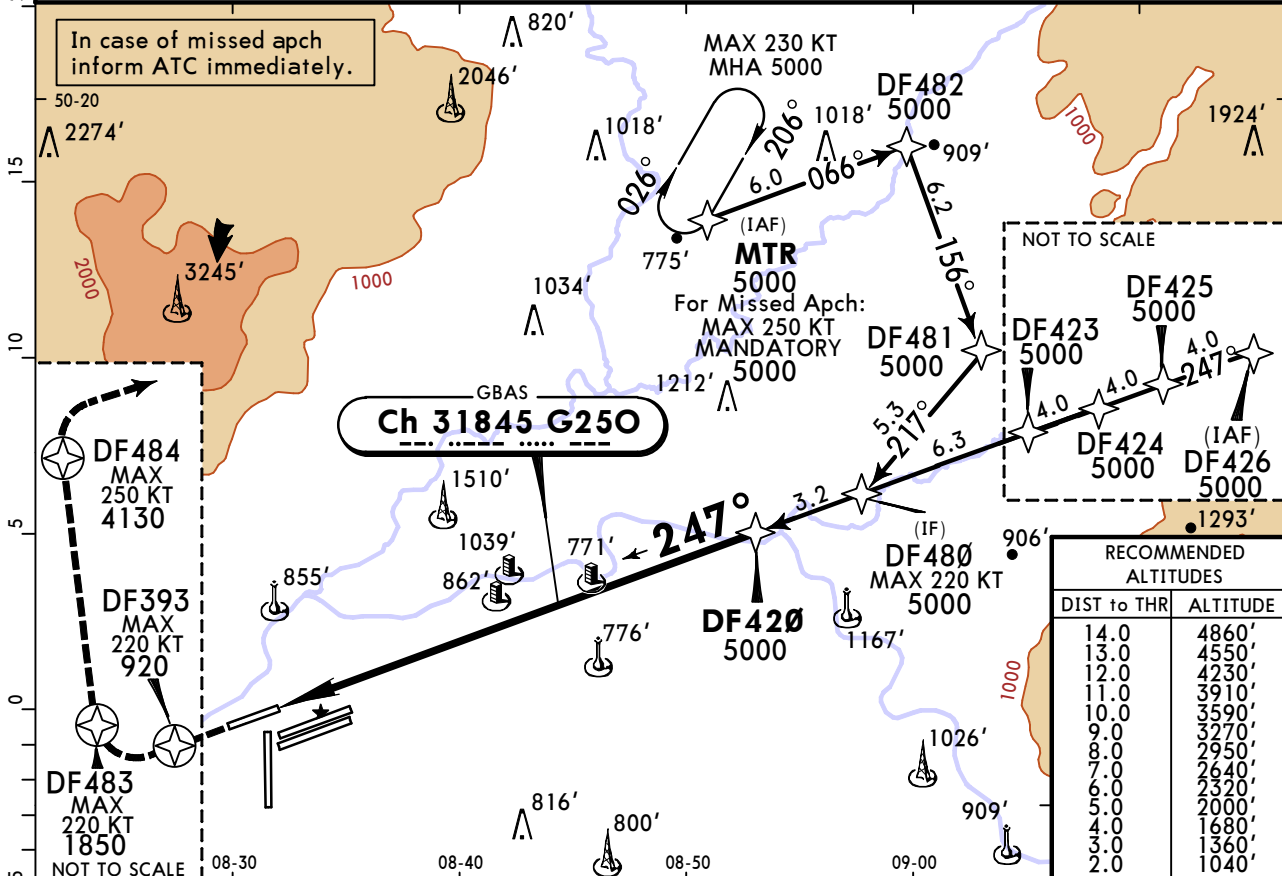 In case of missed apch
inform ATC immediately.
50-20
2274'
2046'
820'
1018'
MAX 230 KT
MHA 5000
026°
206°
1018'
DF482
5000
909'
1924'
1000
15
6.0
066°
6.2
156°
(IAF)
MTR
5000
775'
For Missed Apch:
MAX 250 KT
MANDATORY
5000
2000
3245'
1000
1034'
1212'
DF481
5000
5.3
217°
NOT TO SCALE
DF425
5000
DF423
5000
4.0
247°
4.0
4.0
DF424
5000
(IAF)
DF426
5000
6.3
10
GBAS
Ch 31845 G25O
DF484
MAX
250 KT
4130
1510'
1039'
862'
771'
247°
3.2
(IF)
DF48Ø
MAX 220 KT
5000
906'
1293'
5
855'
DF393
MAX
220 KT
920
776'
DF42Ø
5000
1167'
1000
RECOMMENDED
ALTITUDES
DIST to THR ALTITUDE
14.0 4860'
13.0 4550'
12.0 4230'
11.0 3910'
10.0 3590'
9.0 3270'
8.0 2950'
7.0 2640'
6.0 2320'
5.0 2000'
4.0 1680'
3.0 1360'
2.0 1040'
0
DF483
MAX
220 KT
1850
NOT TO SCALE
1026'
909'
816'
800'
5
08-30
08-40
08-50
09-00